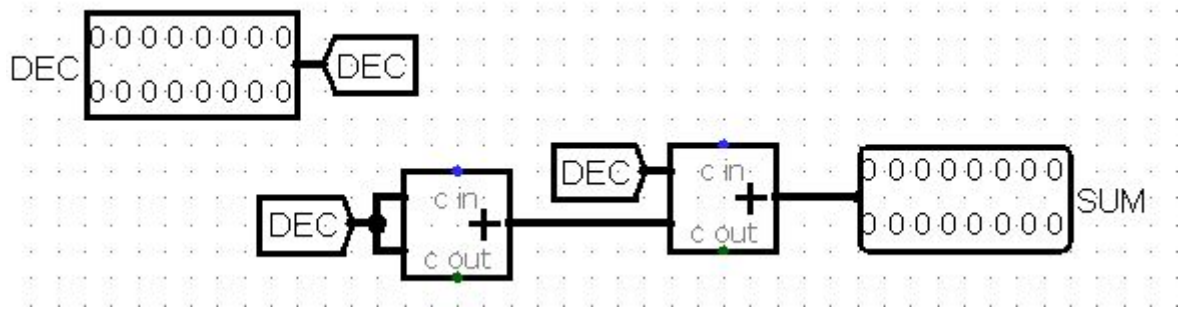 0 0 0 0 0 0 0 0
DEC DEC
0 0 0 0 0 0 0 0
DEC c in 0 0 0 0 0 0 0 0
c in + SUM
DEC + c out 0 0 0 0 0 0 0 0
c out